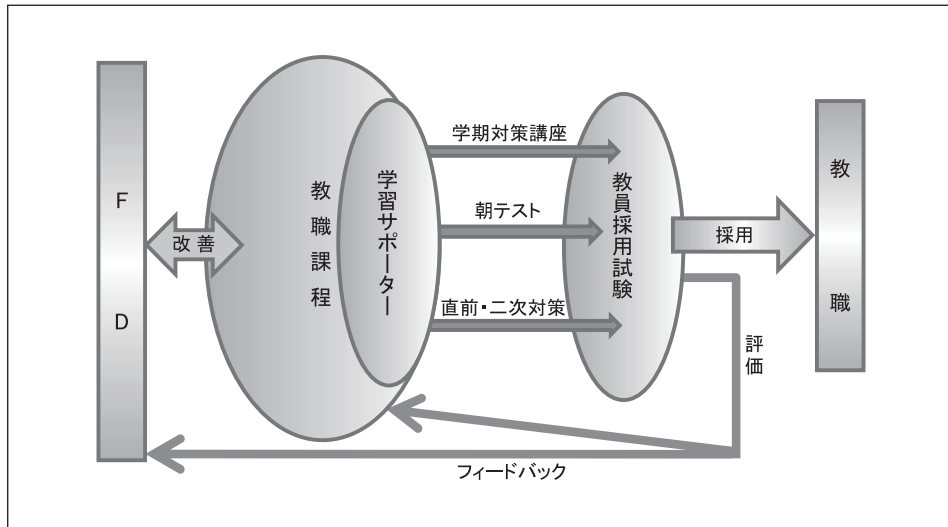 FD
改善
教職課程
学習サポーター
学期対策講座
朝テスト
直前・二次対策
教員採用試験
採用
教職
評価
フィードバック